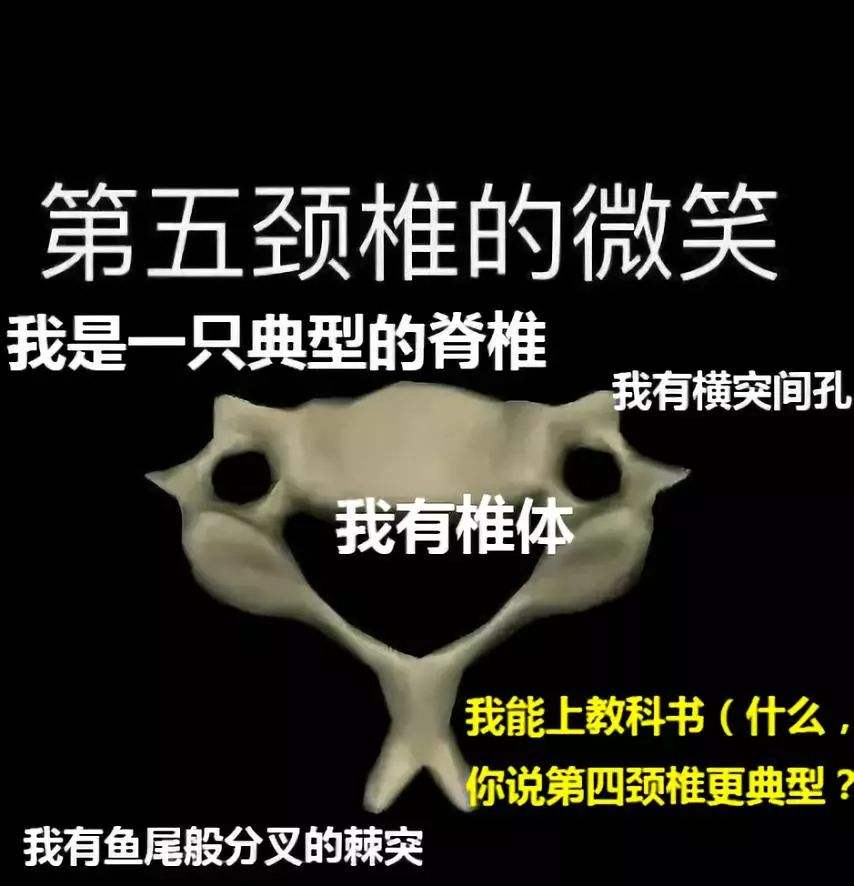 第五颈椎的微笑
我是一只典型的脊椎
我有横突间孔
我有椎体
我能上教科书（什么，
你说第四颈椎更典型？
我有鱼尾般分叉的棘突